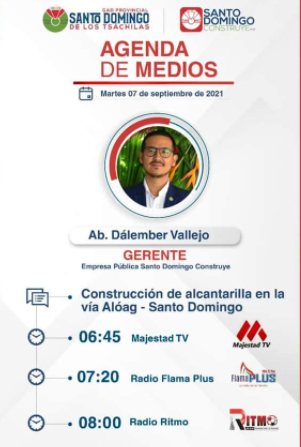 GAD PROVINCIAL
SANTO DOMINGO
DE LOS TSÁCHILAS
SANTO
DOMINGO
CONSTRUYE
AGENDA
DE MEDIOS
Martes 07 de septiembre de 2021
Ab. Dálember Vallejo
GERENTE
Empresa Pública Santo Domingo Construye
Construcción de alcantarilla en la
vía Alóag - Santo Domingo
06:45 Majestad TV
Majestad TV
07:20 Radio Flama Plus
Flama PLUS
08:00 Radio Ritmo
RITMO